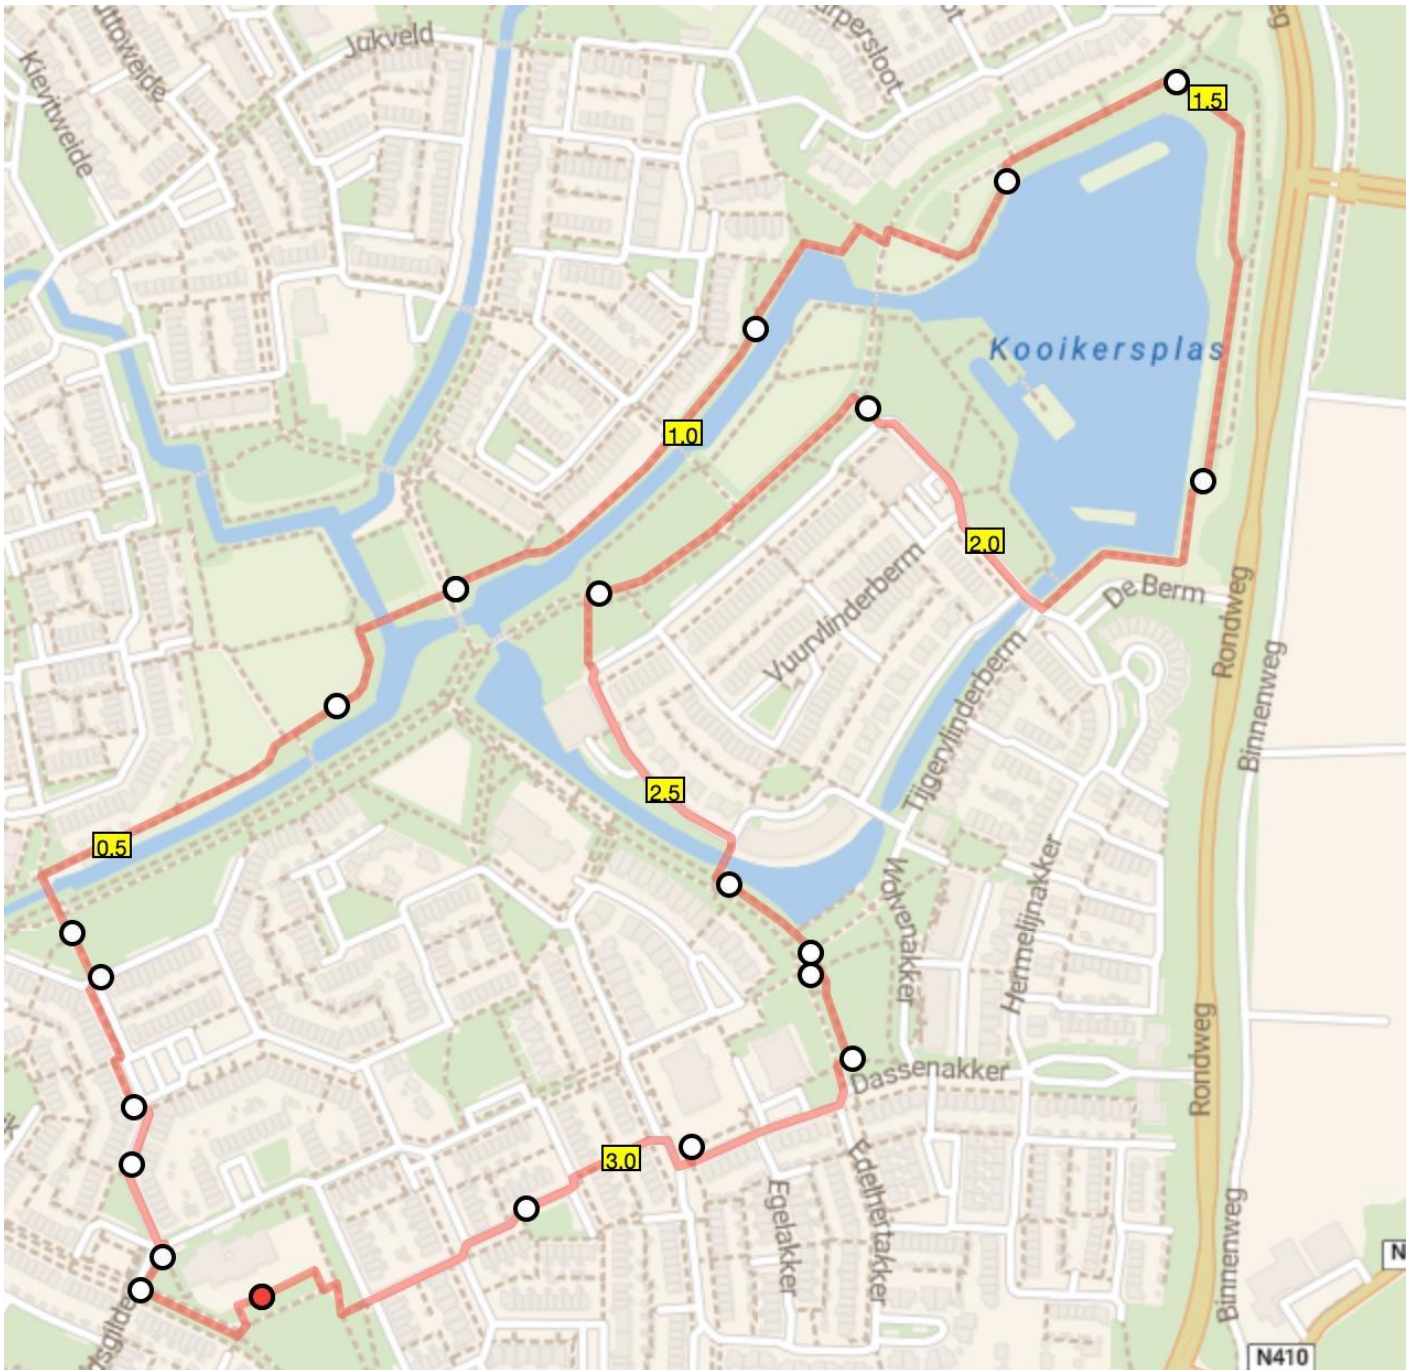 Jukveld
Kievitweide
1.5
Kooikersplas
1.0
2.0
De Berm
Vuurvlinderberm
Rondweg
Tijgervlinderberm
Binnenweg
2.5
0.5
Wolvenakker
Hermelijnakker
Dassenakker
Rondweg
3.0
Edelhertakker
Egelakker
Binnenweg
N
N410